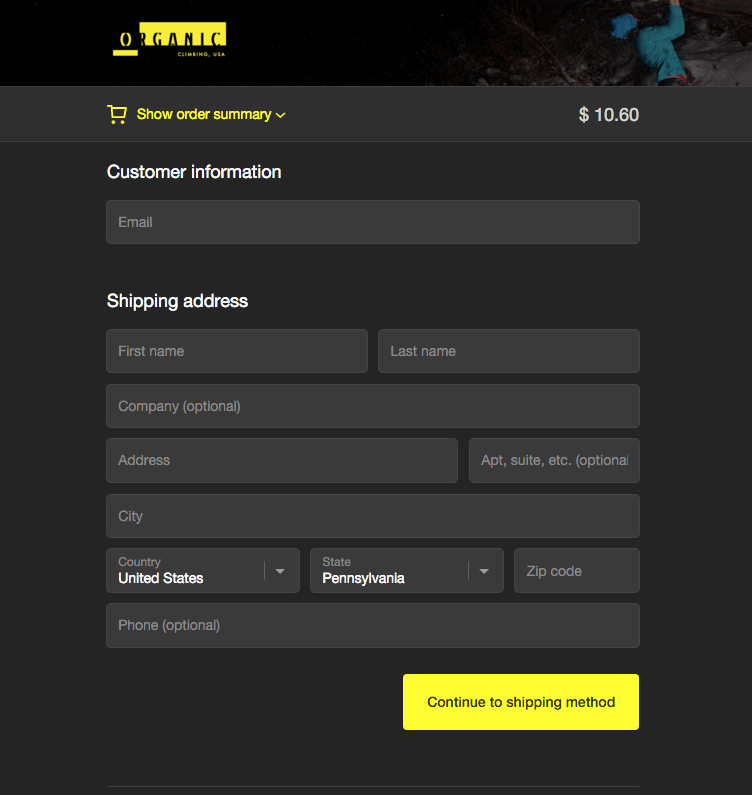 ORGANIC
CLIMBING, USA
Show order summary
$ 10.60
Customer information
Email
Shipping address
First name
Last name
Company (optional)
Address
Apt, suite, etc. (optional
City
Country
United States
State
Pennsylvania
Zip code
Phone (optional)
Continue to shipping method